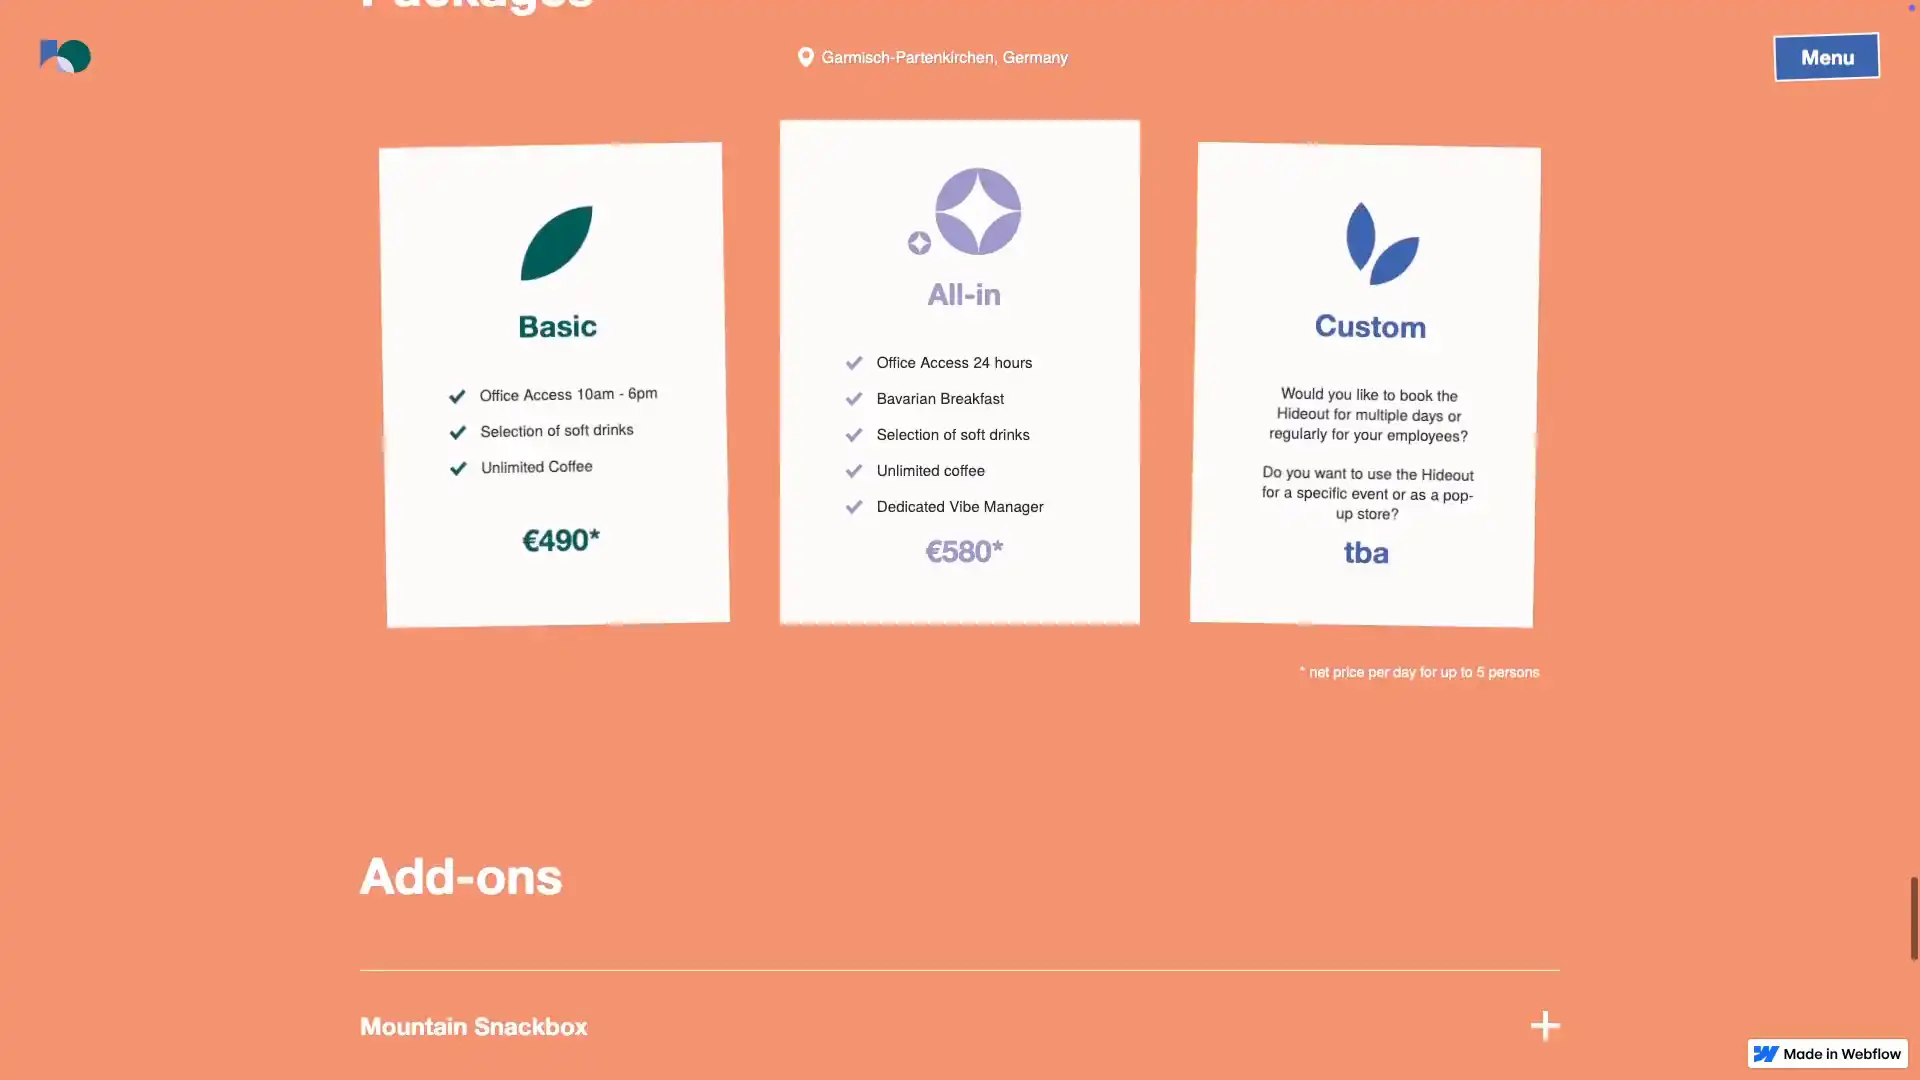 Packages
Garmisch-Partenkirchen, Germany
Menu
Basic
Office Access 10am - 6pm
Selection of soft drinks
Unlimited Coffee
€490*
All-in
Office Access 24 hours
Bavarian Breakfast
Selection of soft drinks
Unlimited coffee
Dedicated Vibe Manager
€580*
Custom
Would you like to book the
Hideout for multiple days or
regularly for your employees?
Do you want to use the Hideout
for a specific event or as a pop-
up store?
tba
* net price per day for up to 5 persons
Add-ons
Mountain Snackbox
Made in Webflow